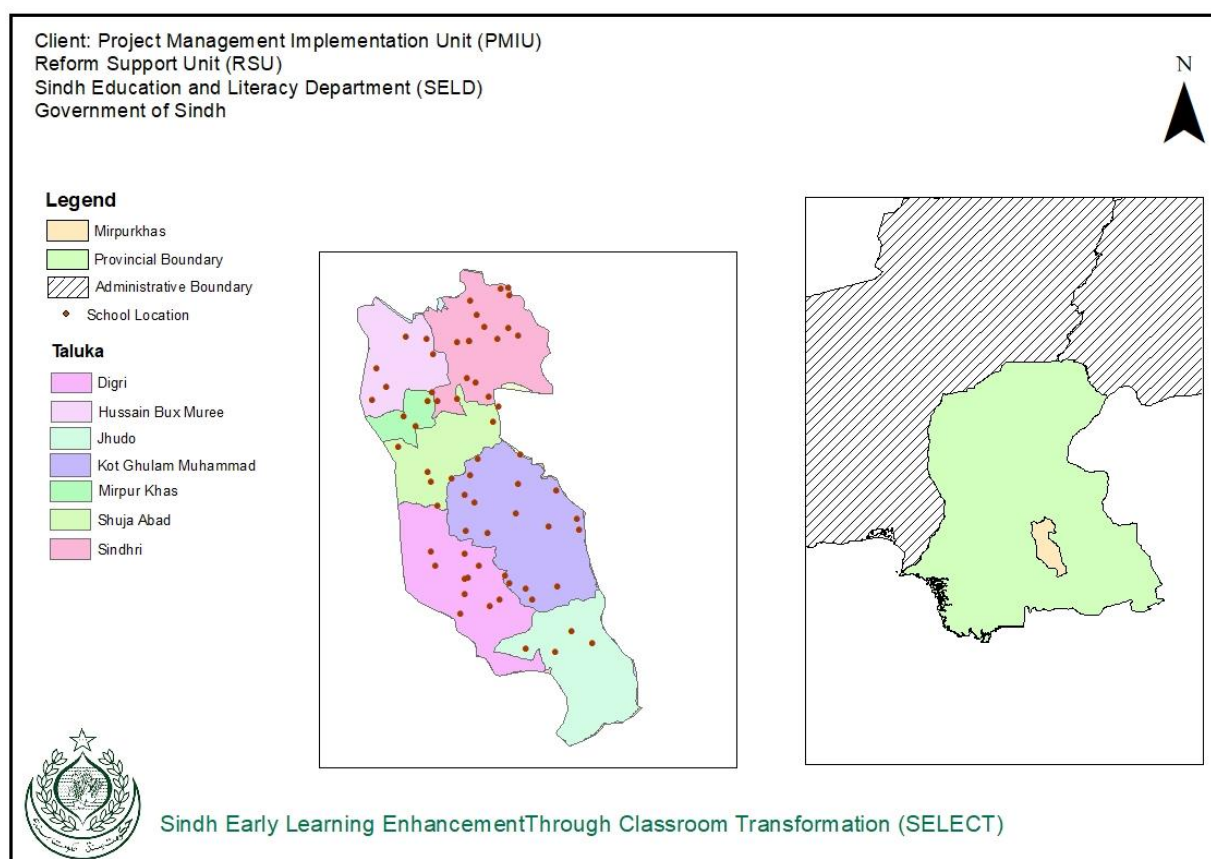 Client: Project Management Implementation Unit (PMIU)
Reform Support Unit (RSU)
Sindh Education and Literacy Department (SELD)
Government of Sindh
N
Legend
Mirpurkhas
Provincial Boundary
Administrative Boundary
School Location
Taluka
Digri
Hussain Bux Muree
Jhudo
Kot Ghulam Muhammad
Mirpur Khas
Shuja Abad
Sindhri
Sindh Early Learning EnhancementThrough Classroom Transformation (SELECT)